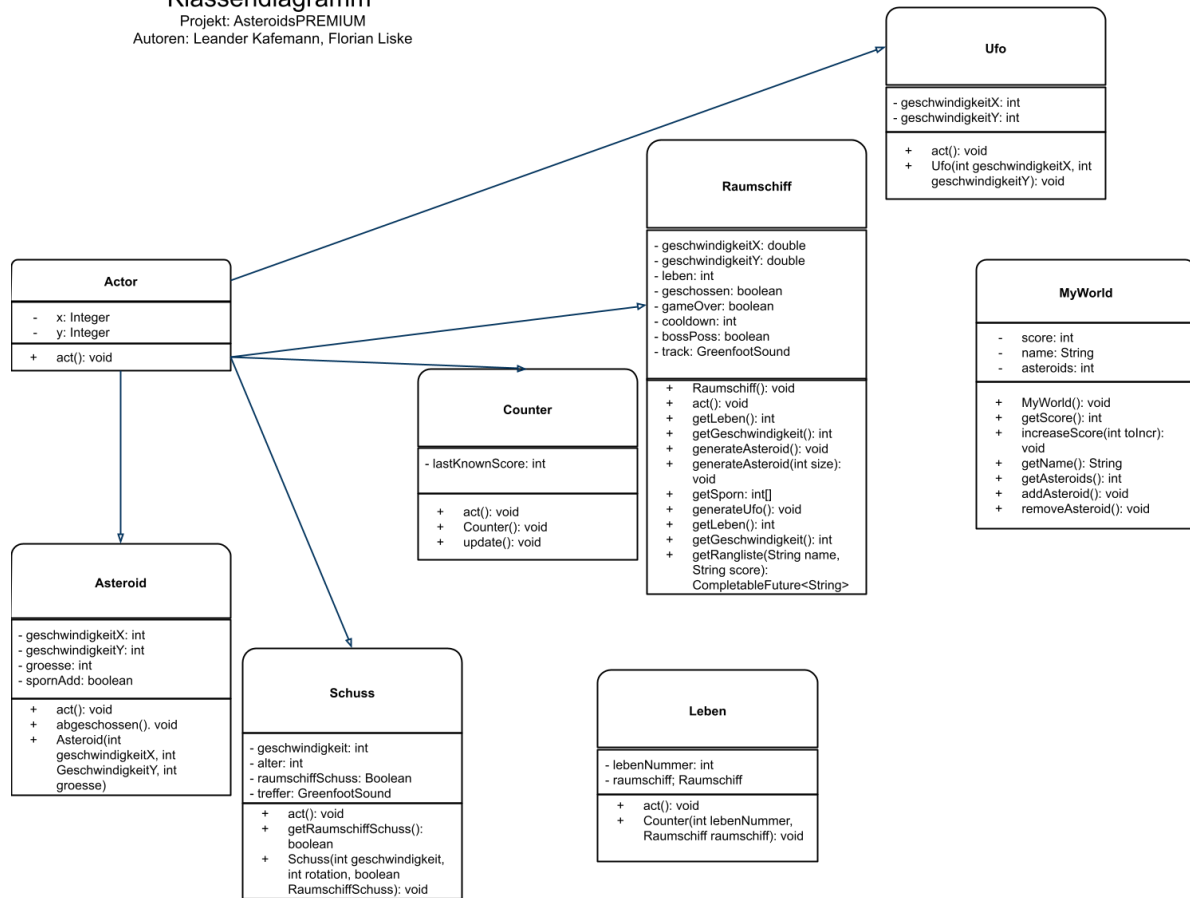 Klassendiagramm
Projekt: AsteroidsPREMIUM
Autoren: Leander Kafemann, Florian Liske
Ufo
- geschwindigkeitX: int
- geschwindigkeitY: int
+ act(): void
+ Ufo(int geschwindigkeitX, int
geschwindigkeitY): void
Raumschiff
- geschwindigkeitX: double
- geschwindigkeitY: double
- leben: int
- geschossen: boolean
- gameOver: boolean
- cooldown: int
- bossPoss: boolean
- track: GreenfootSound
+ Raumschiff(): void
+ act(): void
+ getLeben(): int
+ getGeschwindigkeit(): int
+ generateAsteroid(): void
+ generateAsteroid(int size):
void
+ getSporn: int[]
+ generateUfo(): void
+ getLeben(): int
+ getGeschwindigkeit(): int
+ getRangliste(String name,
String score):
CompletableFuture<String>
Actor
- x: Integer
- y: Integer
+ act(): void
MyWorld
- score: int
- name: String
- asteroids: int
+ MyWorld(): void
+ getScore(): int
+ increaseScore(int toIncr):
void
+ getName(): String
+ getAsteroids(): int
+ addAsteroid(): void
+ removeAsteroid(): void
Counter
- lastKnownScore: int
+ act(): void
+ Counter(): void
+ update(): void
Asteroid
- geschwindigkeitX: int
- geschwindigkeitY: int
- groesse: int
- spornAdd: boolean
+ act(): void
+ abgeschossen(). void
+ Asteroid(int
geschwindigkeitX, int
GeschwindigkeitY, int
groesse)
Schuss
- geschwindigkeit: int
- alter: int
- raumschiffSchuss: Boolean
- treffer: GreenfootSound
+ act(): void
+ getRaumschiffSchuss():
boolean
+ Schuss(int geschwindigkeit,
int rotation, boolean
RaumschiffSchuss): void
Leben
- lebenNummer: int
- raumschiff; Raumschiff
+ act(): void
+ Counter(int lebenNummer,
Raumschiff raumschiff): void